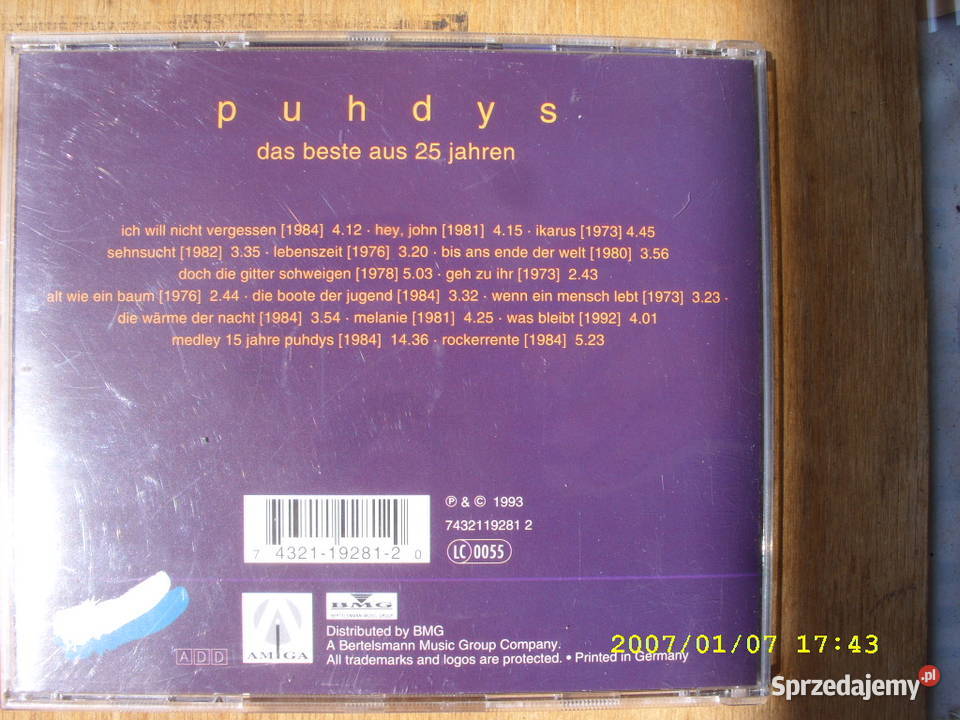 p u h d y s
das beste aus 25 jahren
ich will nicht vergessen [1984] 4.12 · hey, john [1981] 4.15 · ikarus [1973] 4.45
sehnsucht [1982] 3.35 · lebenszeit [1976] 3.20 · bis ans ende der welt [1980] 3.56
doch die gitter schweigen [1978] 5.03 · geh zu ihr [1973] 2.43
alt wie ein baum [1976] 2.44 · die boote der jugend [1984] 3.32 · wenn ein mensch lebt [1973] 3.23 ·
die wärme der nacht [1984] 3.54 · melanie [1981] 4.25 · was bleibt [1992] 4.01
medley 15 jahre puhdys [1984] 14.36 · rockerrente [1984] 5.23
℗ & © 1993
7432119281 2
LC 0055
7 4321-19281-2 0
ADD
AMIGA
BMG
BERTELSMANN MUSIC GROUP
Distributed by BMG
A Bertelsmann Music Group Company.
All trademarks and logos are protected. • Printed in Germany
2007/01/07 17:43
Sprzedajemy.pl